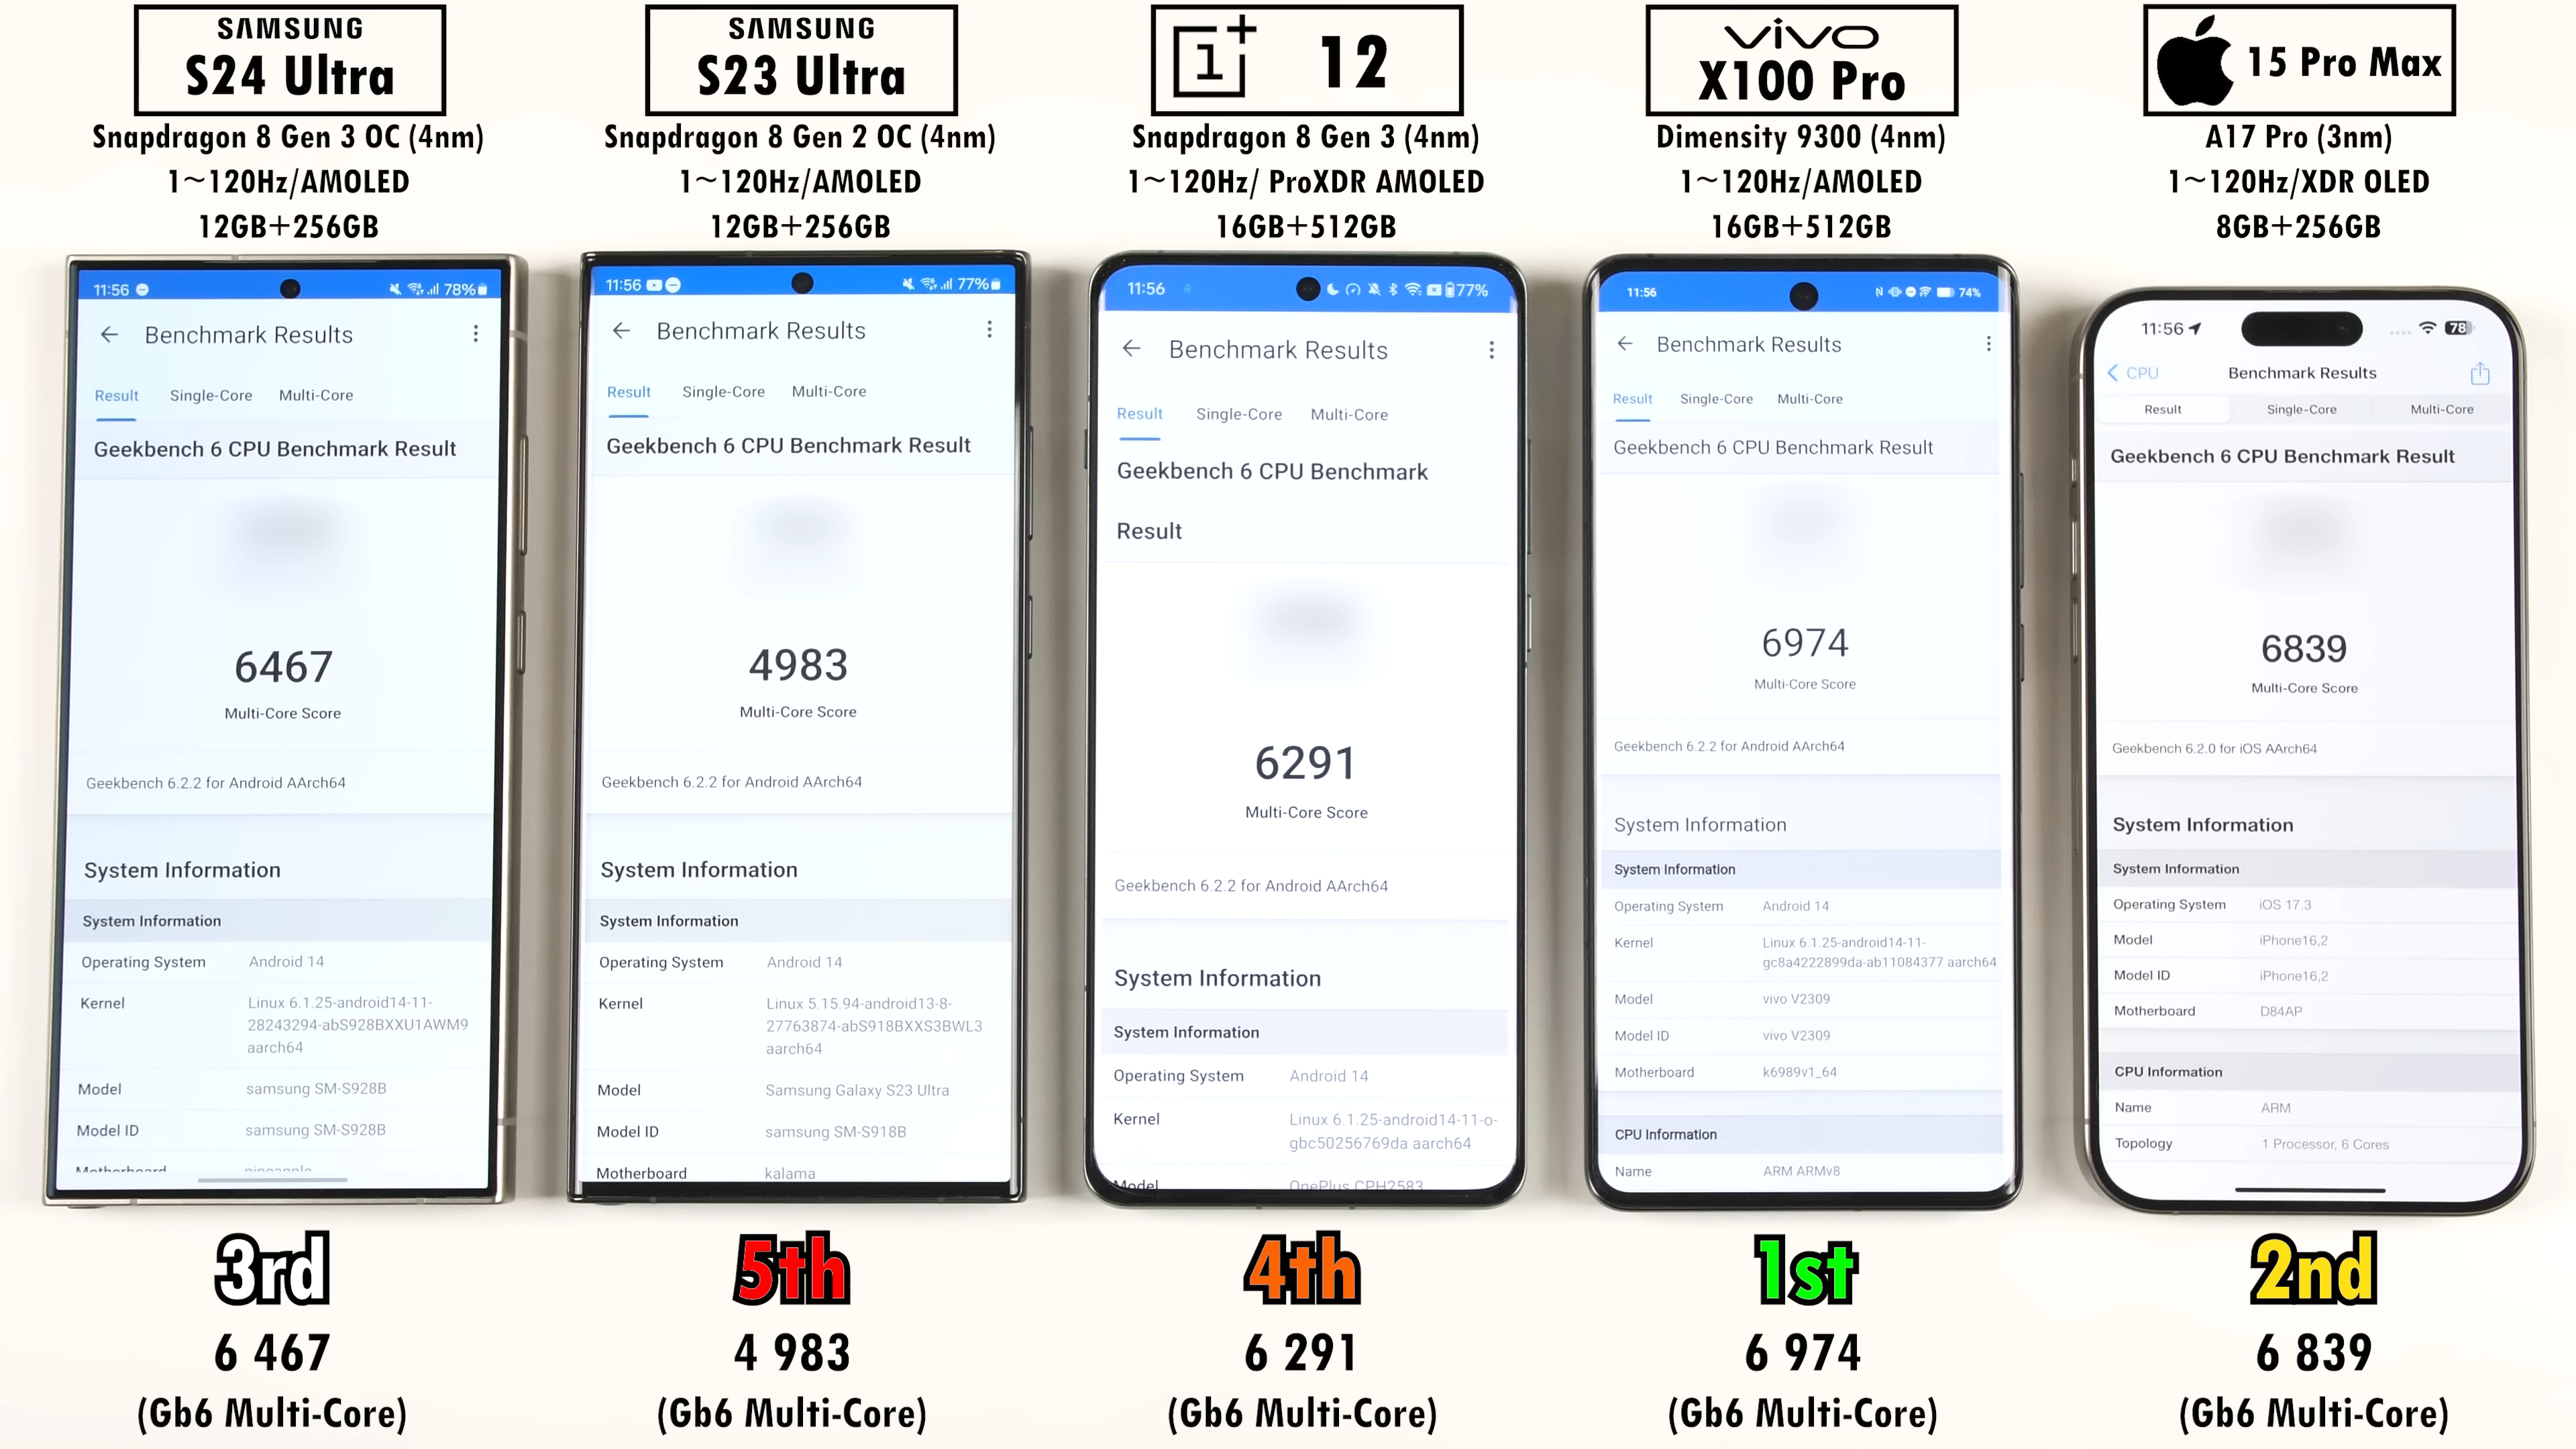 SAMSUNG
S24 Ultra
Snapdragon 8 Gen 3 OC (4nm)
1~120Hz/AMOLED
12GB+256GB
11:56
78%
Benchmark Results
Result Single-Core Multi-Core
Geekbench 6 CPU Benchmark Result
6467
Multi-Core Score
Geekbench 6.2.2 for Android AArch64
System Information
System Information
Operating System Android 14
Kernel Linux 6.1.25-android14-11-
28243294-abS928BXXU1AWM9
aarch64
Model samsung SM-S928B
Model ID samsung SM-S928B
Motherboard pineapple
3rd
6 467
(Gb6 Multi-Core)
SAMSUNG
S23 Ultra
Snapdragon 8 Gen 2 OC (4nm)
1~120Hz/AMOLED
12GB+256GB
11:56
77%
Benchmark Results
Result Single-Core Multi-Core
Geekbench 6 CPU Benchmark Result
4983
Multi-Core Score
Geekbench 6.2.2 for Android AArch64
System Information
System Information
Operating System Android 14
Kernel Linux 5.15.94-android13-8-
27763874-abS918BXXS3BWL3
aarch64
Model Samsung Galaxy S23 Ultra
Model ID samsung SM-S918B
Motherboard kalama
5th
4 983
(Gb6 Multi-Core)
1+ 12
Snapdragon 8 Gen 3 (4nm)
1~120Hz/ ProXDR AMOLED
16GB+512GB
11:56
77%
Benchmark Results
Result Single-Core Multi-Core
Geekbench 6 CPU Benchmark
Result
6291
Multi-Core Score
Geekbench 6.2.2 for Android AArch64
System Information
System Information
Operating System Android 14
Kernel Linux 6.1.25-android14-11-o-
gbc50256769da aarch64
Model OnePlus CPH2583
4th
6 291
(Gb6 Multi-Core)
vivo
X100 Pro
Dimensity 9300 (4nm)
1~120Hz/AMOLED
16GB+512GB
11:56
74%
Benchmark Results
Result Single-Core Multi-Core
Geekbench 6 CPU Benchmark Result
6974
Multi-Core Score
Geekbench 6.2.2 for Android AArch64
System Information
System Information
Operating System Android 14
Kernel Linux 6.1.25-android14-11-
gc8a4222899da-ab11084377 aarch64
Model vivo V2309
Model ID vivo V2309
Motherboard k6989v1_64
CPU Information
Name ARM ARMv8
1st
6 974
(Gb6 Multi-Core)
15 Pro Max
A17 Pro (3nm)
1~120Hz/XDR OLED
8GB+256GB
11:56
78
CPU Benchmark Results
Result Single-Core Multi-Core
Geekbench 6 CPU Benchmark Result
6839
Multi-Core Score
Geekbench 6.2.0 for iOS AArch64
System Information
System Information
Operating System iOS 17.3
Model iPhone16,2
Model ID iPhone16,2
Motherboard D84AP
CPU Information
Name ARM
Topology 1 Processor, 6 Cores
2nd
6 839
(Gb6 Multi-Core)